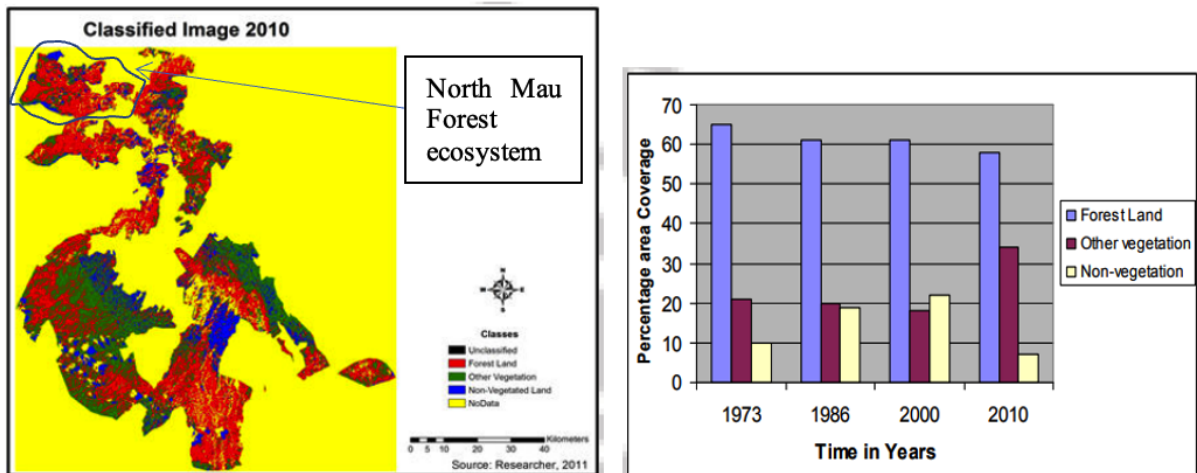 Classified Image 2010
North Mau
Forest
ecosystem
N
W
E
S
Classes
Unclassified
Forest Land
Other Vegetation
Non-Vegetated Land
NoData
Kilometers
0 5 10 20 30 40
Source: Researcher, 2011
Percentage area Coverage
70
60
50
40
30
20
10
0
1973 1986 2000 2010
Time in Years
Forest Land
Other vegetation
Non-vegetation